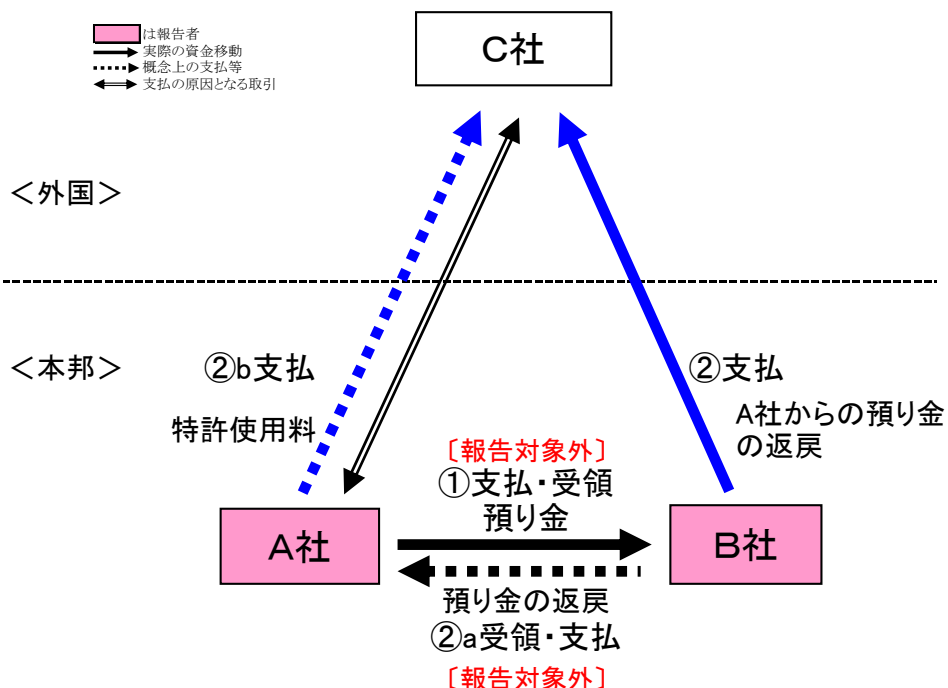 は報告者
実際の資金移動
概念上の支払等
支払の原因となる取引
C社
＜外国＞
＜本邦＞
②b支払
特許使用料
②支払
A社からの預り金
の返戻
〔報告対象外〕
①支払・受領
預り金
A社
B社
預り金の返戻
②a受領・支払
〔報告対象外〕